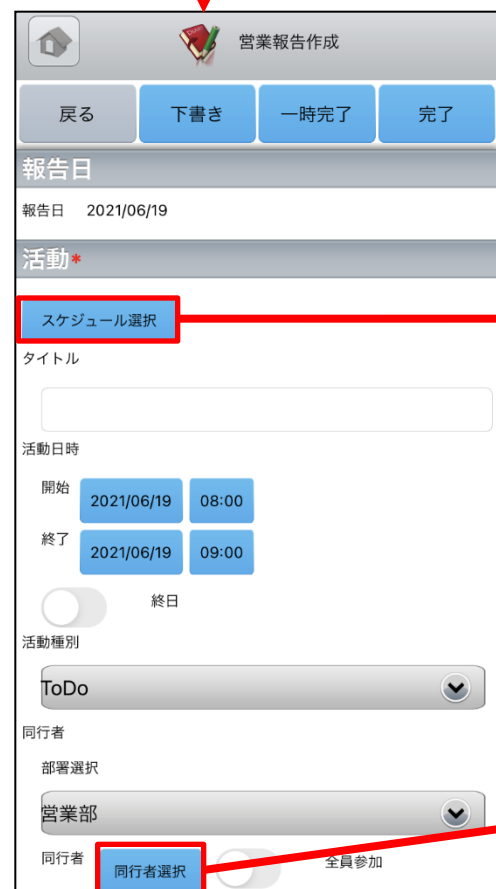 営業報告作成
戻る 下書き 一時完了 完了
報告日
報告日 2021/06/19
活動*
スケジュール選択
タイトル
活動日時
開始 2021/06/19 08:00
終了 2021/06/19 09:00
終日
活動種別
ToDo
同行者
部署選択
営業部
同行者 同行者選択 全員参加